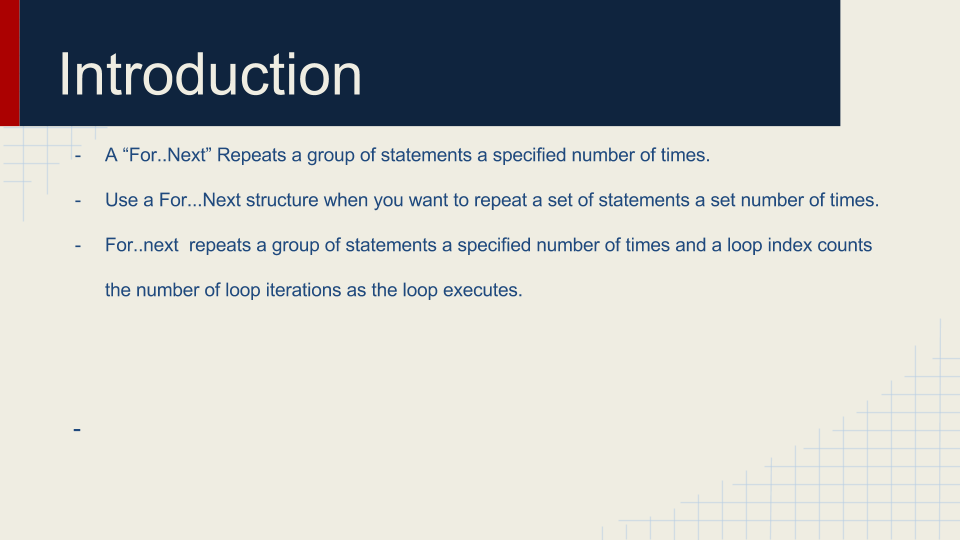 Introduction
- A “For..Next” Repeats a group of statements a specified number of times.
- Use a For...Next structure when you want to repeat a set of statements a set number of times.
- For..next  repeats a group of statements a specified number of times and a loop index counts
the number of loop iterations as the loop executes.
-